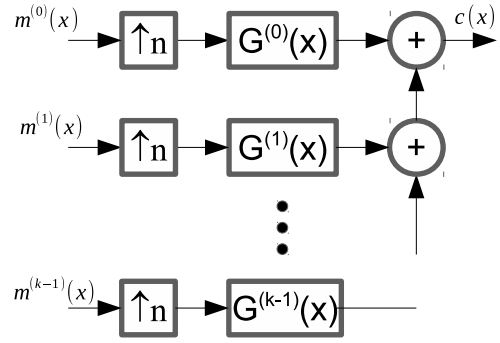 m^(0)(x) ↑n G^(0)(x) + c(x)
m^(1)(x) ↑n G^(1)(x) +
m^(k−1)(x) ↑n G^(k-1)(x)